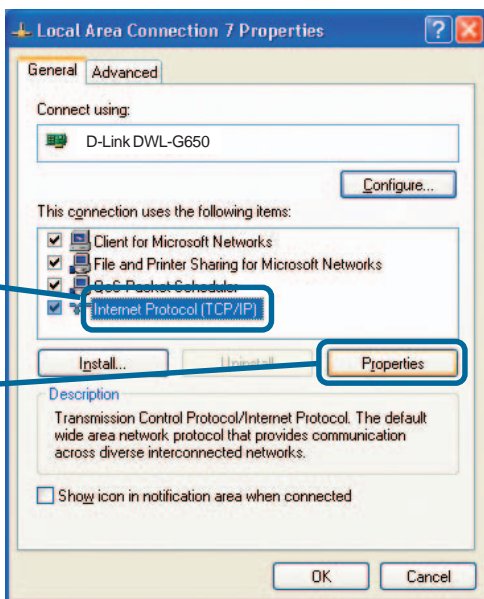 Local Area Connection 7 Properties
General Advanced
Connect using:
D-Link DWL-G650
Configure...
This connection uses the following items:
Client for Microsoft Networks
File and Printer Sharing for Microsoft Networks
QoS Packet Scheduler
Internet Protocol (TCP/IP)
Install... Uninstall Properties
Description
Transmission Control Protocol/Internet Protocol. The default
wide area network protocol that provides communication
across diverse interconnected networks.
Show icon in notification area when connected
OK Cancel